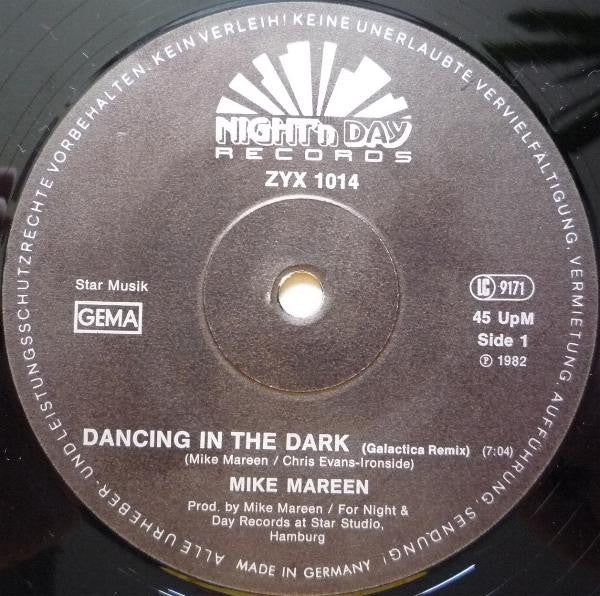 ALLE URHEBER- UND LEISTUNGSSCHUTZRECHTE VORBEHALTEN. KEIN VERLEIH! KEINE UNERLAUBTE VERVIELFÄLTIGUNG, VERMIETUNG, AUFFÜHRUNG, SENDUNG!
NIGHT'n DAY
RECORDS
ZYX 1014
Star Musik
GEMA
LC 9171
45 UpM
Side 1
℗ 1982
DANCING IN THE DARK (Galactica Remix) (7:04)
(Mike Mareen / Chris Evans-Ironside)
MIKE MAREEN
Prod. by Mike Mareen / For Night &
Day Records at Star Studio,
Hamburg
MADE IN GERMANY